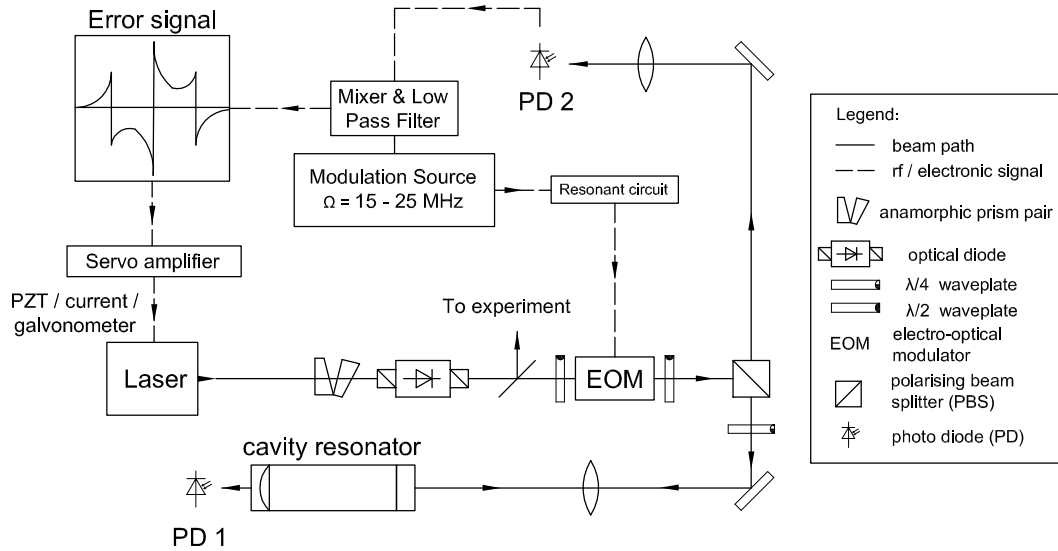 Error signal
Mixer & Low
Pass Filter
PD 2
Modulation Source
Ω = 15 - 25 MHz
Resonant circuit
Servo amplifier
PZT / current /
galvonometer
To experiment
Laser
EOM
cavity resonator
PD 1
Legend:
beam path
rf / electronic signal
anamorphic prism pair
optical diode
λ/4 waveplate
λ/2 waveplate
EOM electro-optical
modulator
polarising beam
splitter (PBS)
photo diode (PD)